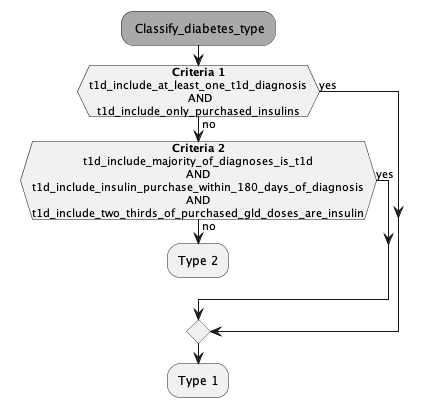 Classify_diabetes_type
Criteria 1
t1d_include_at_least_one_t1d_diagnosis
AND
t1d_include_only_purchased_insulins
yes
no
Criteria 2
t1d_include_majority_of_diagnoses_is_t1d
AND
t1d_include_insulin_purchase_within_180_days_of_diagnosis
AND
t1d_include_two_thirds_of_purchased_gld_doses_are_insulin
yes
no
Type 2
Type 1